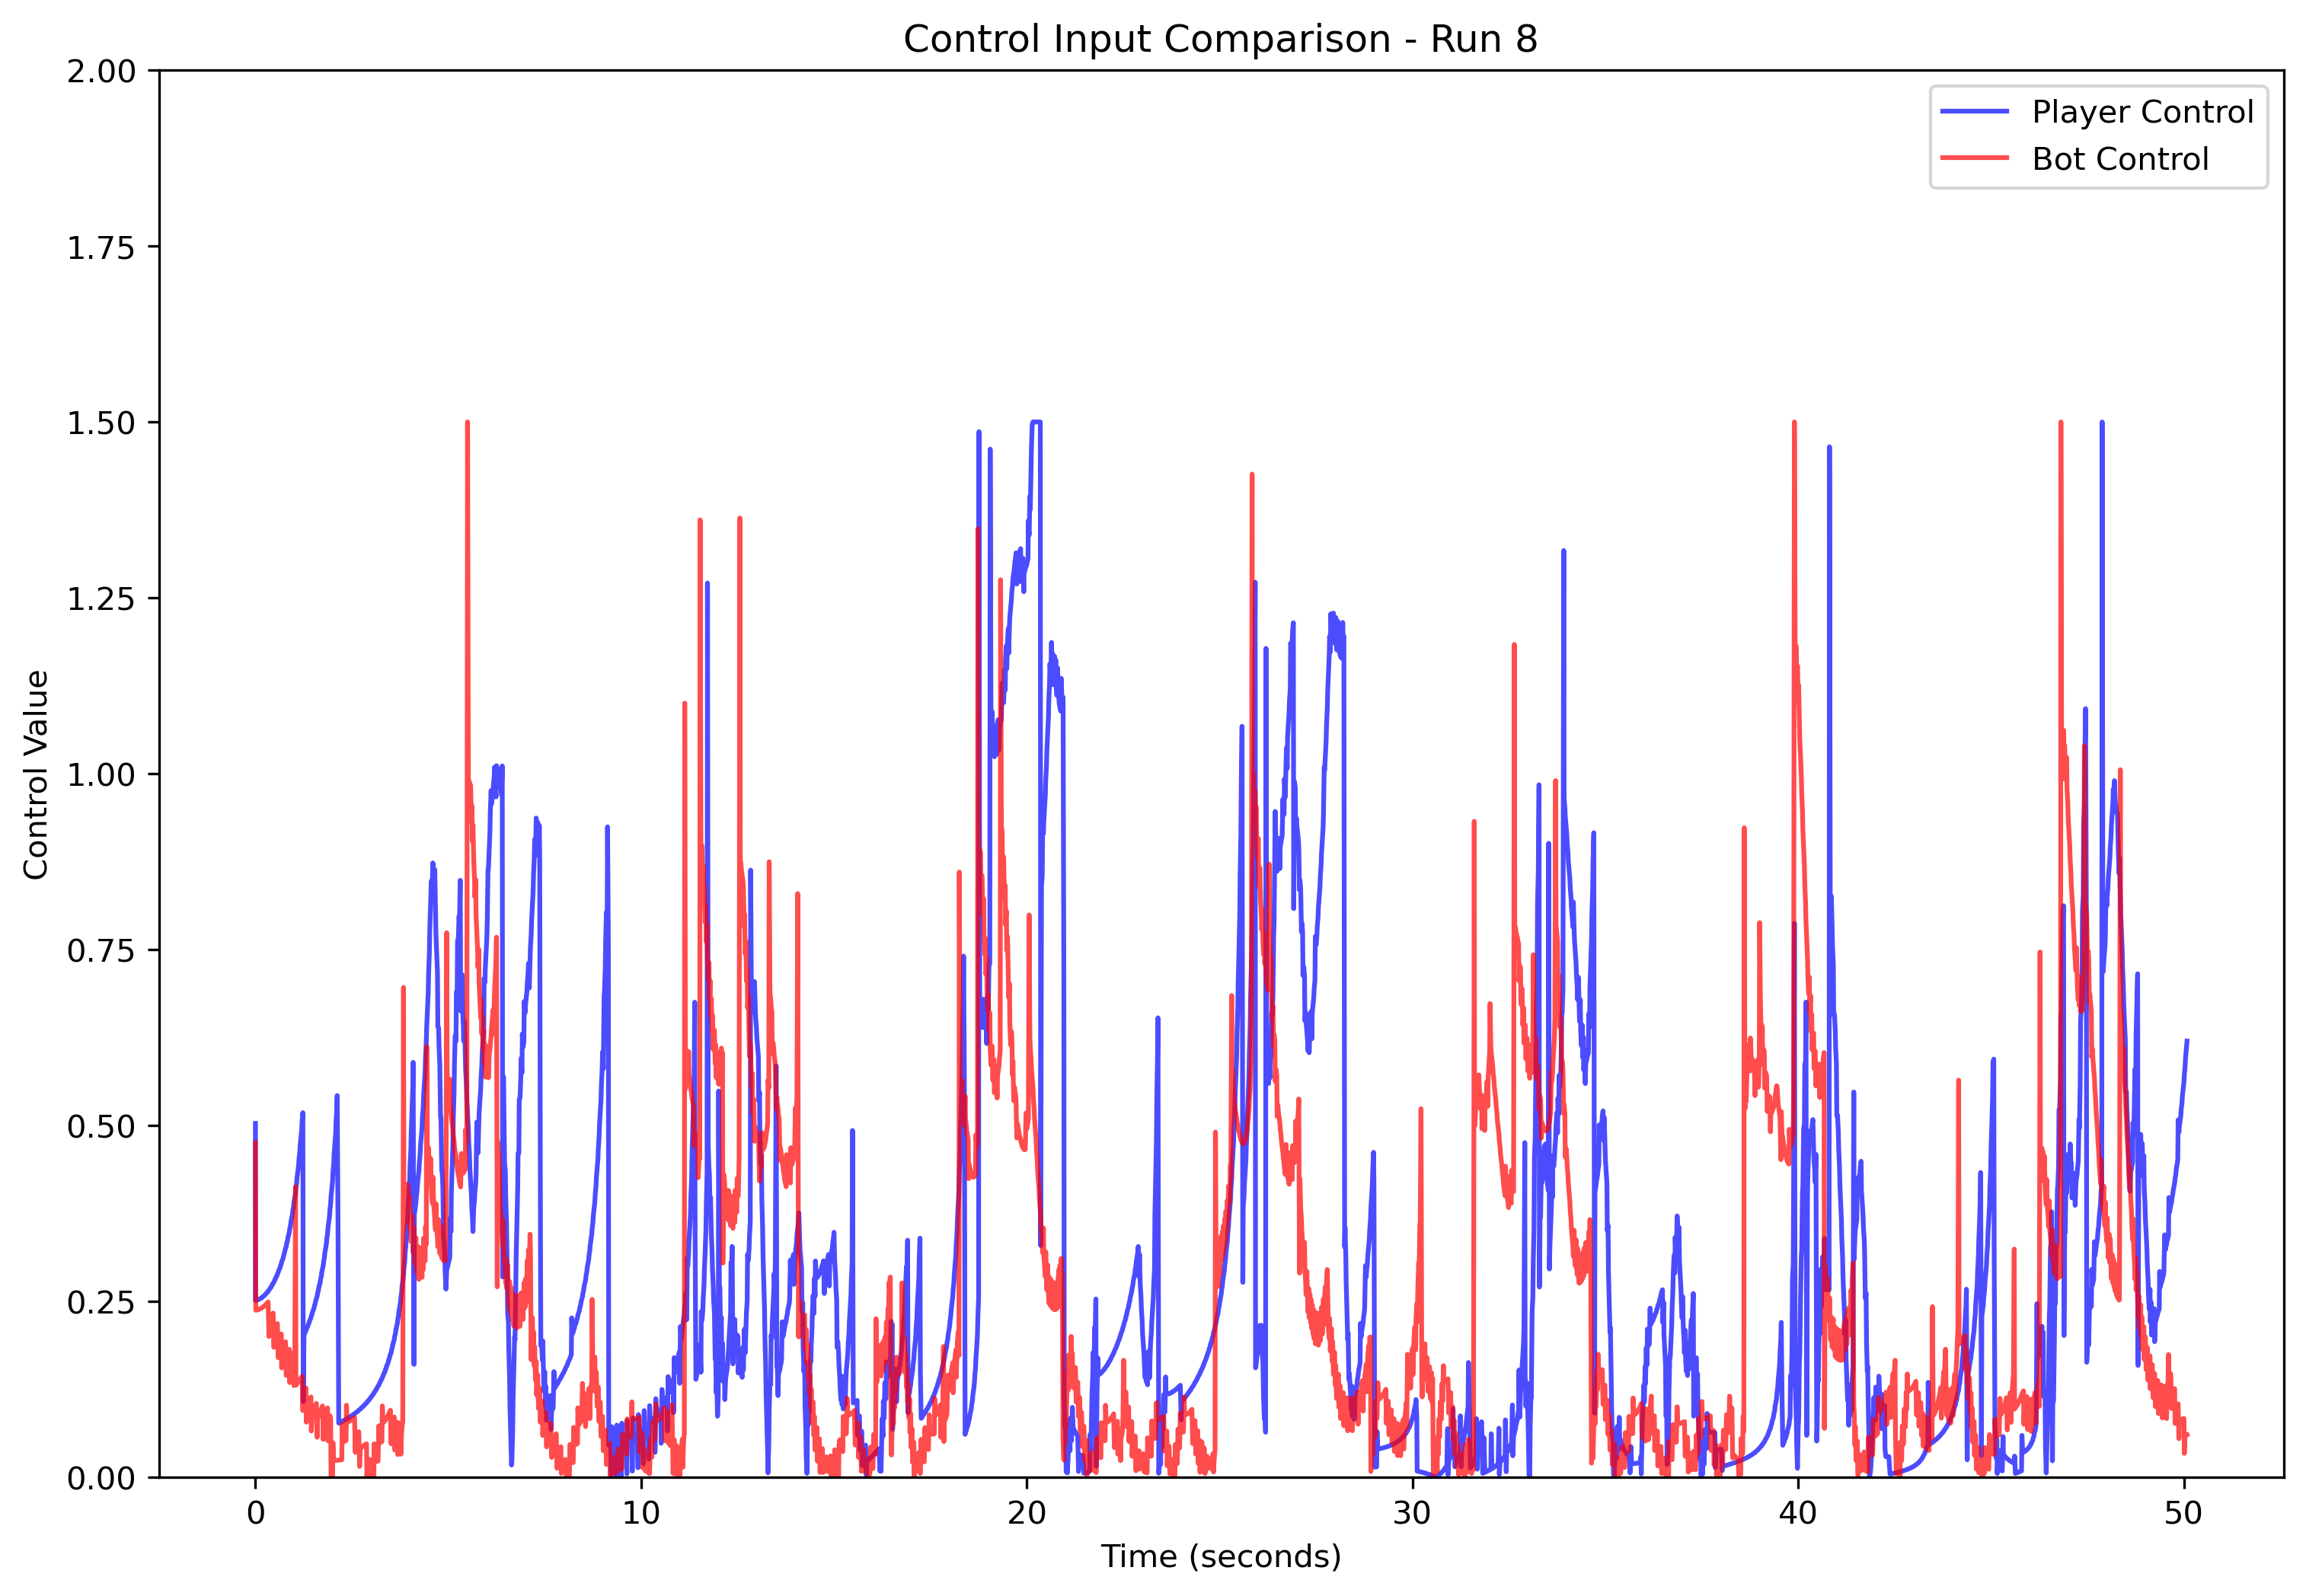 Control Input Comparison - Run 8
2.00
1.75
1.50
1.25
1.00
0.75
0.50
0.25
0.00
Control Value
Player Control
Bot Control
0 10 20 30 40 50
Time (seconds)